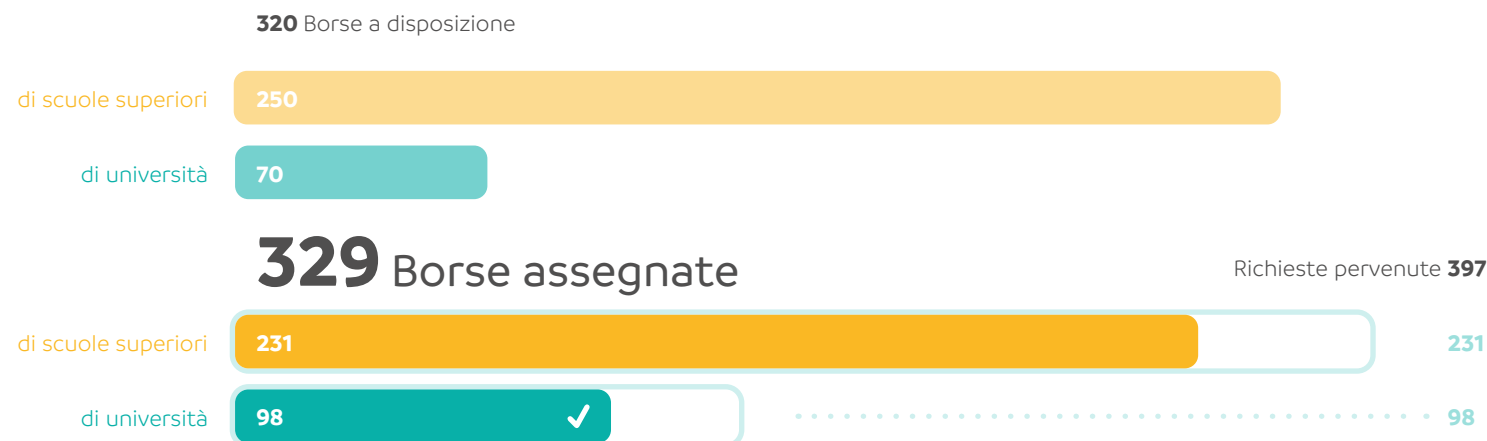 320 Borse a disposizione
di scuole superiori 250
di università 70
329 Borse assegnate Richieste pervenute 397
di scuole superiori 231 231
di università 98 98